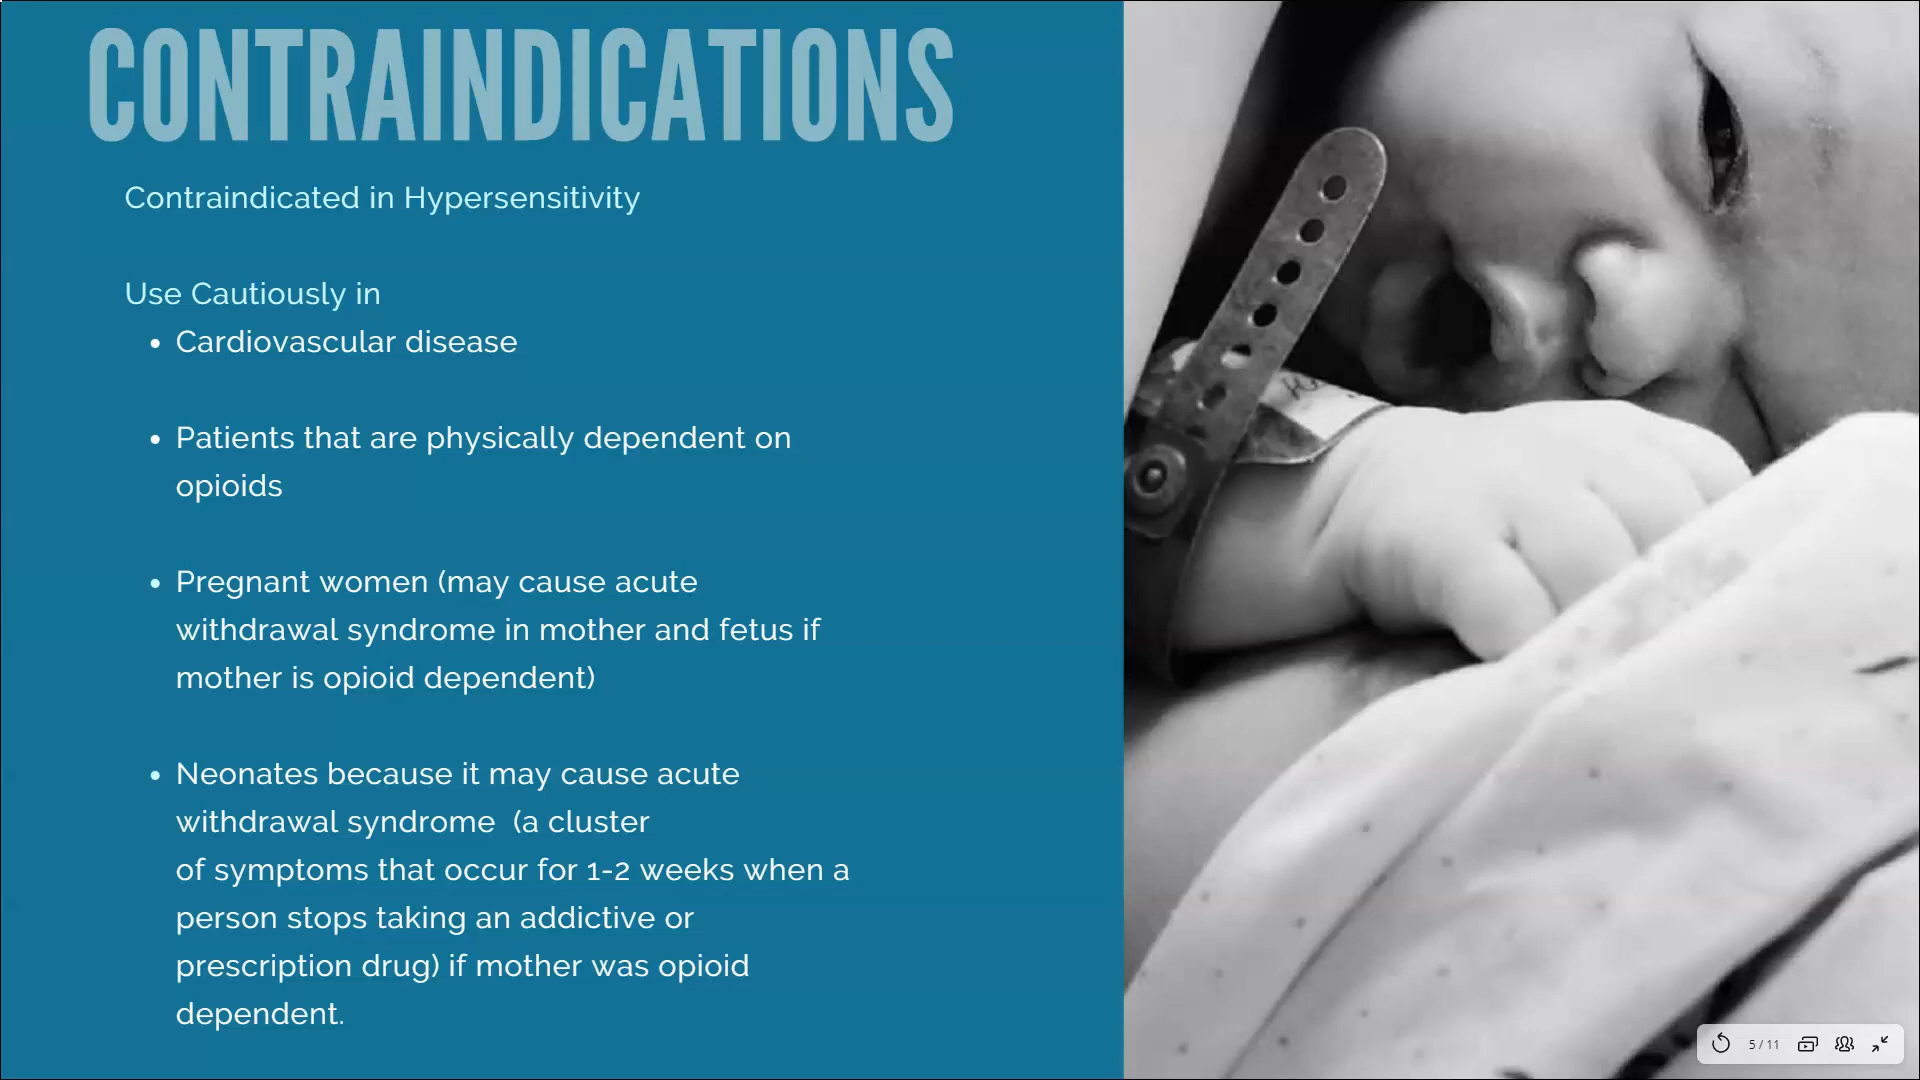 CONTRAINDICATIONS
Contraindicated in Hypersensitivity
Use Cautiously in
• Cardiovascular disease
• Patients that are physically dependent on
opioids
• Pregnant women (may cause acute
withdrawal syndrome in mother and fetus if
mother is opioid dependent)
• Neonates because it may cause acute
withdrawal syndrome  (a cluster
of symptoms that occur for 1-2 weeks when a
person stops taking an addictive or
prescription drug) if mother was opioid
dependent.
5 / 11